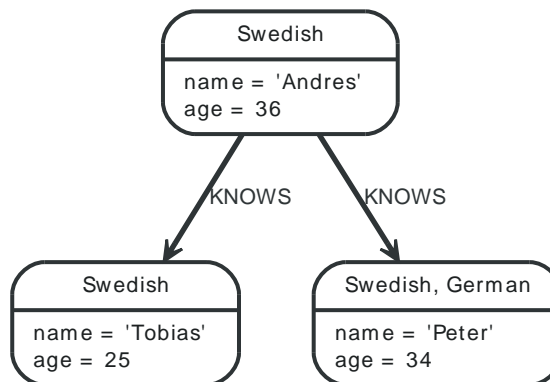 Swedish
name = 'Andres'
age = 36
KNOWS
KNOWS
Swedish
name = 'Tobias'
age = 25
Swedish, German
name = 'Peter'
age = 34